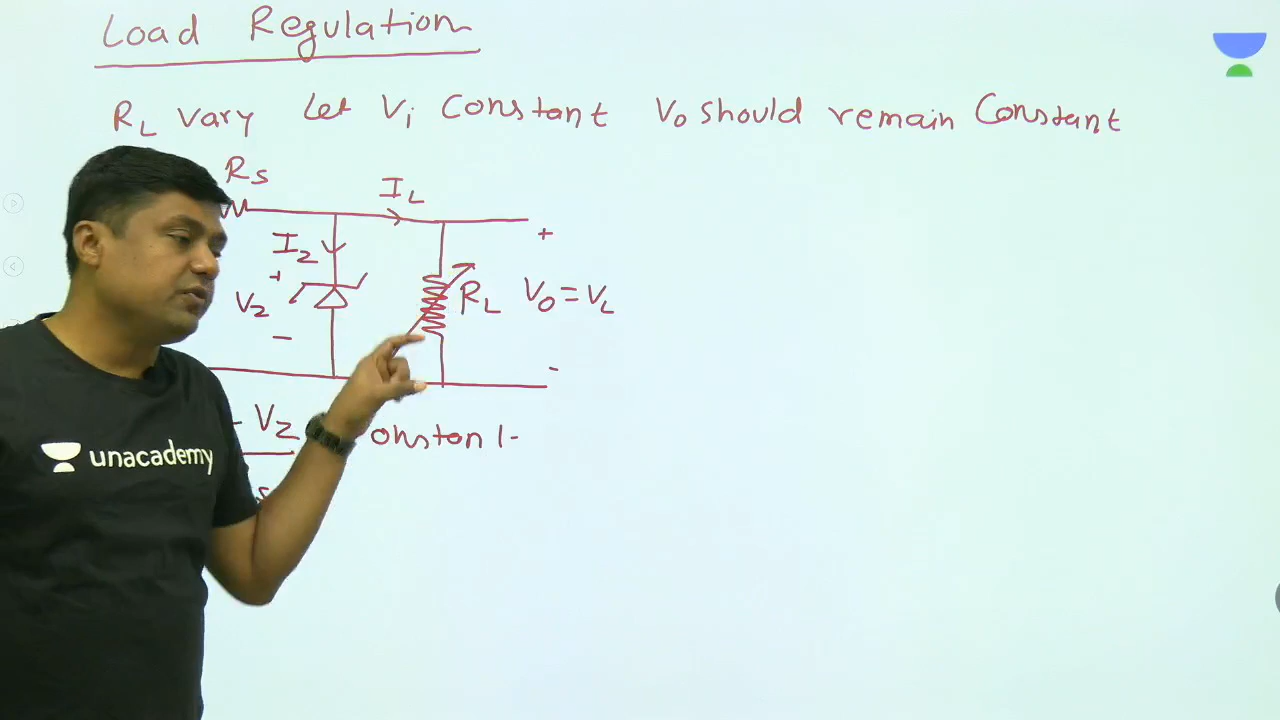 Load Regulation
RL vary Let Vi Constant Vo should remain Constant
Rs
IL
Iz
+
+
Vz
RL Vo = VL
-
-
- Vz
onstant
s
unacademy